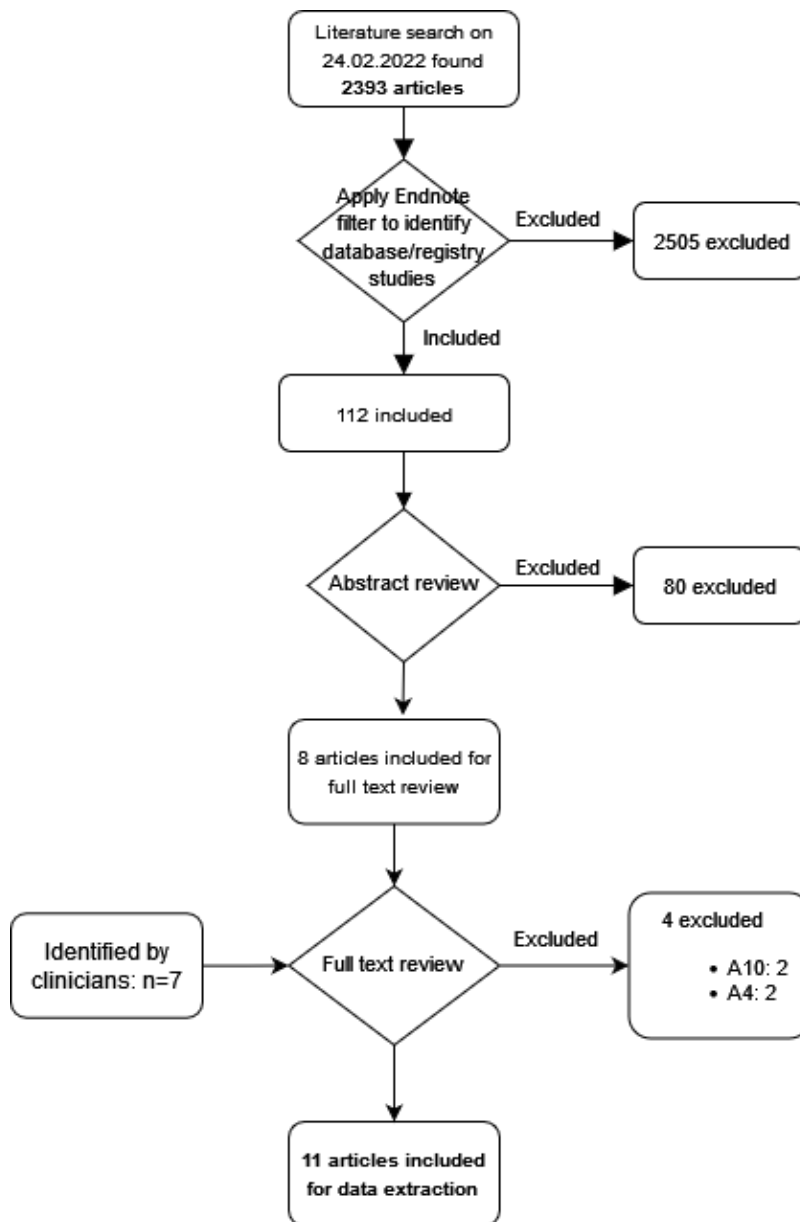 Literature search on
24.02.2022 found
2393 articles
Apply Endnote
filter to identify
database/registry
studies
Excluded
2505 excluded
Included
112 included
Abstract review
Excluded
80 excluded
8 articles included for
full text review
Identified by
clinicians: n=7
Full text review
Excluded
4 excluded
• A10: 2
• A4: 2
11 articles included
for data extraction